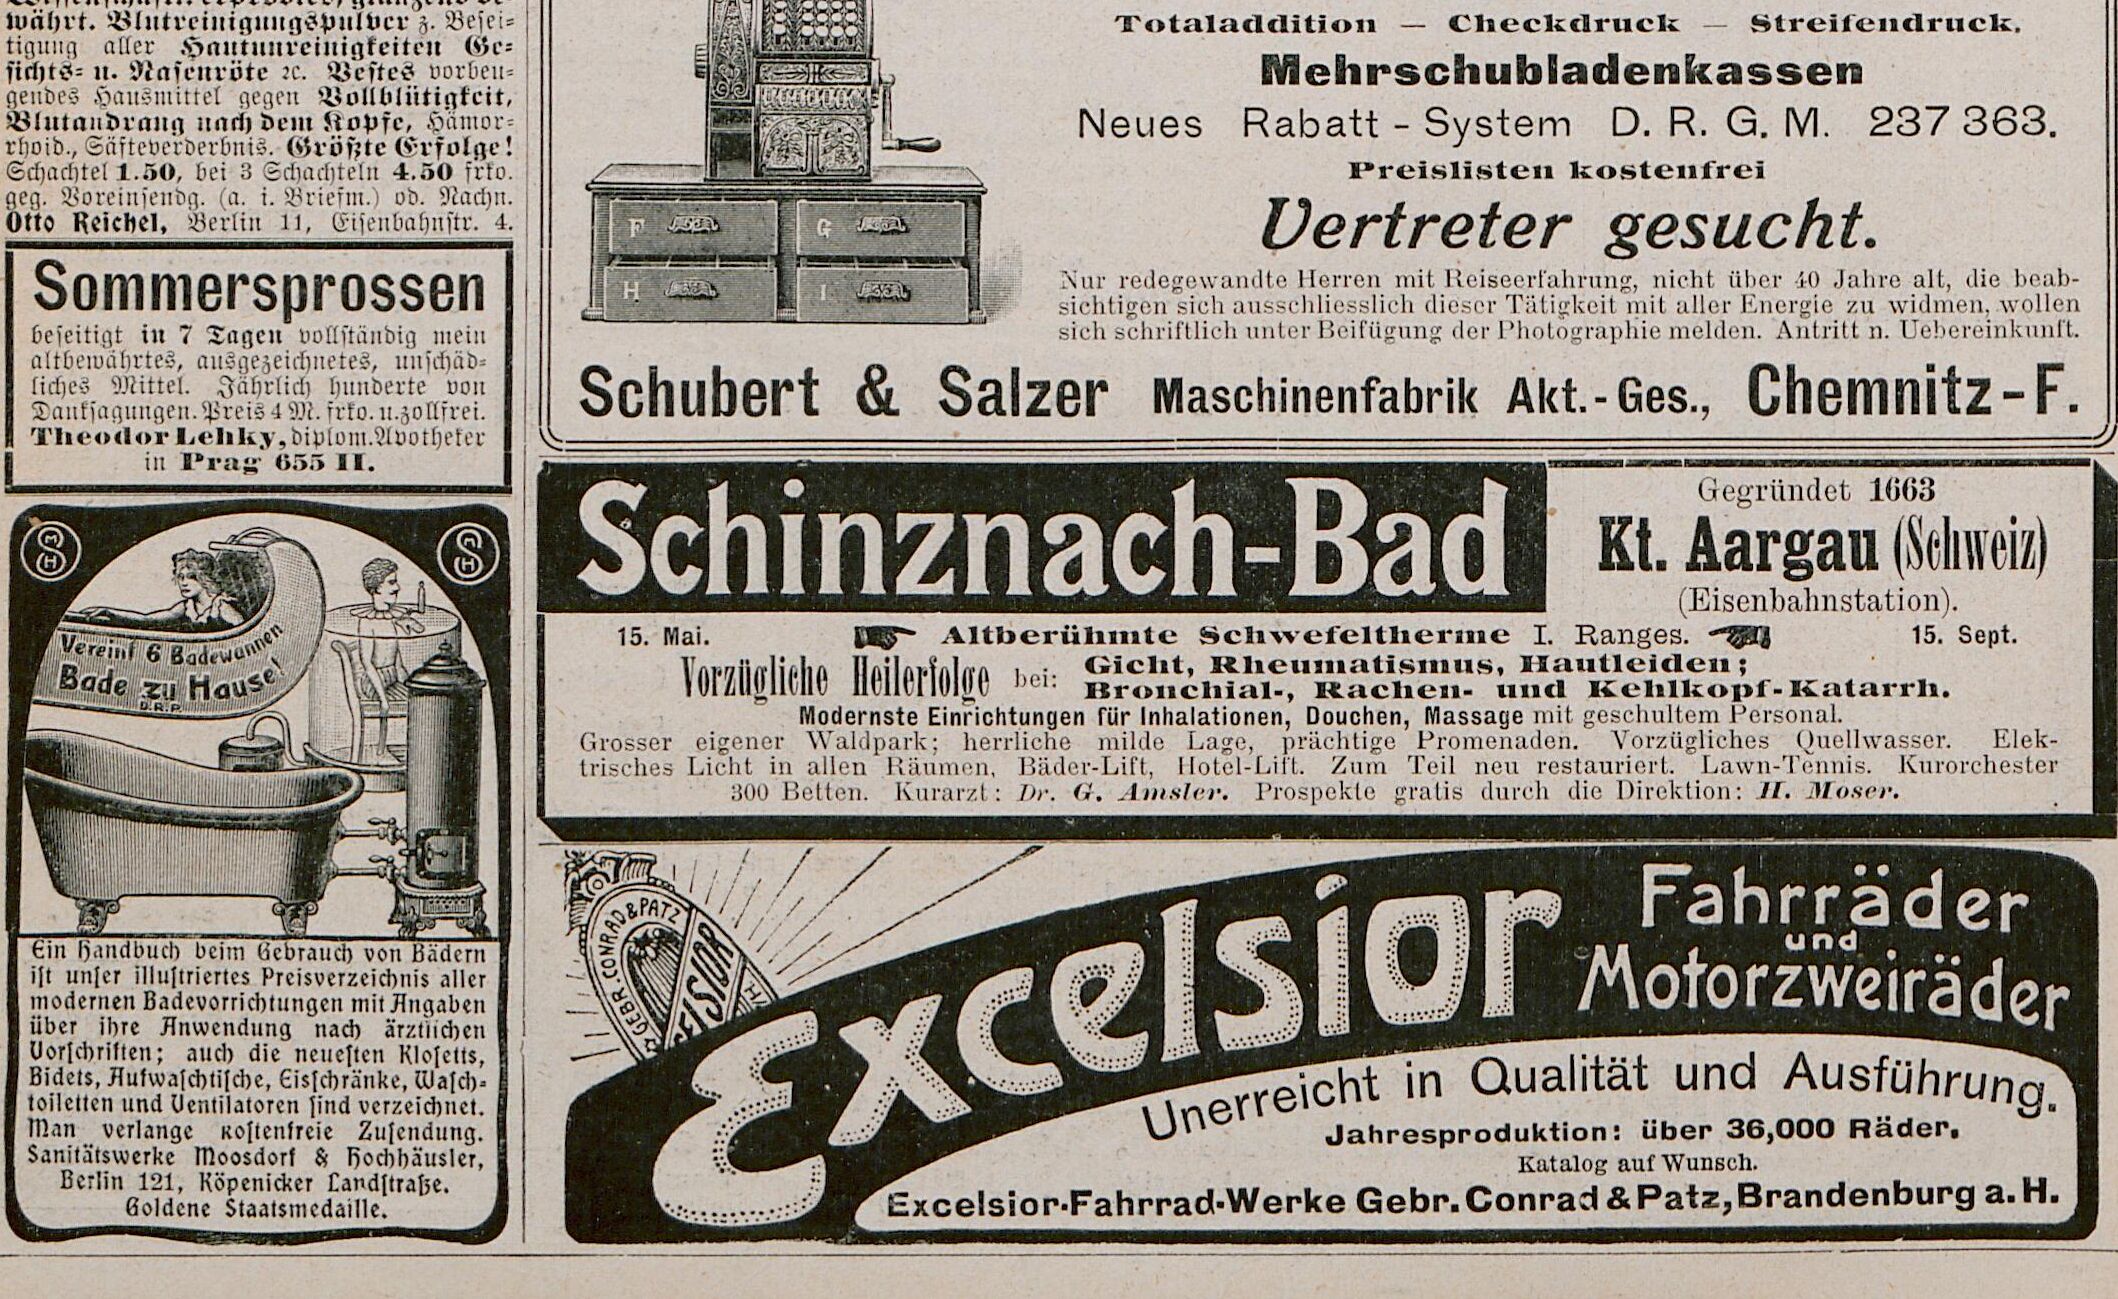 währt. Blutreinigungspulver z. Besei-
tigung aller Hautunreinigkeiten Ge-
sichts- u. Nasenröte ꝛc. Bestes vorbeu-
gendes Hausmittel gegen Vollblütigkeit,
Blutandrang nach dem Kopfe, Hämor-
rhoid., Säfteverderbnis. Größte Erfolge!
Schachtel 1.50, bei 3 Schachteln 4.50 frko.
geg. Voreinsendg. (a. i. Briefm.) od. Nachn.
Otto Reichel, Berlin 11, Eisenbahnstr. 4.
Sommersprossen
beseitigt in 7 Tagen vollständig mein
altbewährtes, ausgezeichnetes, unschäd-
liches Mittel. Jährlich hunderte von
Danksagungen. Preis 4 M. frko. u. zollfrei.
Theodor Lehky, diplom. Apotheker
in Prag 655 II.
Vereint 6 Badewannen
Bade zu Hause!
D.R.P.
Ein Handbuch beim Gebrauch von Bädern
ist unser illustriertes Preisverzeichnis aller
modernen Badevorrichtungen mit Angaben
über ihre Anwendung nach ärztlichen
Vorschriften; auch die neuesten Klosetts,
Bidets, Aufwaschtische, Eisschränke, Wasch-
toiletten und Ventilatoren sind verzeichnet.
Man verlange kostenfreie Zusendung.
Sanitätswerke Moosdorf & Hochhäusler,
Berlin 121, Köpenicker Landstraße.
Goldene Staatsmedaille.
F G
H I
Totaladdition — Checkdruck — Streifendruck.
Mehrschubladenkassen
Neues Rabatt - System D. R. G. M. 237 363.
Preislisten kostenfrei
Vertreter gesucht.
Nur redegewandte Herren mit Reiseerfahrung, nicht über 40 Jahre alt, die beab-
sichtigen sich ausschliesslich dieser Tätigkeit mit aller Energie zu widmen, wollen
sich schriftlich unter Beifügung der Photographie melden. Antritt n. Uebereinkunft.
Schubert & Salzer Maschinenfabrik Akt.-Ges., Chemnitz-F.
Schinznach-Bad
Gegründet 1663
Kt. Aargau (Schweiz)
(Eisenbahnstation).
15. Mai. Altberühmte Schwefeltherme I. Ranges. 15. Sept.
Vorzügliche Heilerfolge bei: Gicht, Rheumatismus, Hautleiden;
Bronchial-, Rachen- und Kehlkopf-Katarrh.
Modernste Einrichtungen für Inhalationen, Douchen, Massage mit geschultem Personal.
Grosser eigener Waldpark; herrliche milde Lage, prächtige Promenaden. Vorzügliches Quellwasser. Elek-
trisches Licht in allen Räumen, Bäder-Lift, Hotel-Lift. Zum Teil neu restauriert. Lawn-Tennis. Kurorchester
300 Betten. Kurarzt: Dr. G. Amsler. Prospekte gratis durch die Direktion: H. Moser.
GEBR. CONRAD & PATZ
Excelsior
Fahrräder
und
Motorzweiräder
Unerreicht in Qualität und Ausführung.
Jahresproduktion: über 36,000 Räder.
Katalog auf Wunsch.
Excelsior-Fahrrad-Werke Gebr. Conrad & Patz, Brandenburg a. H.